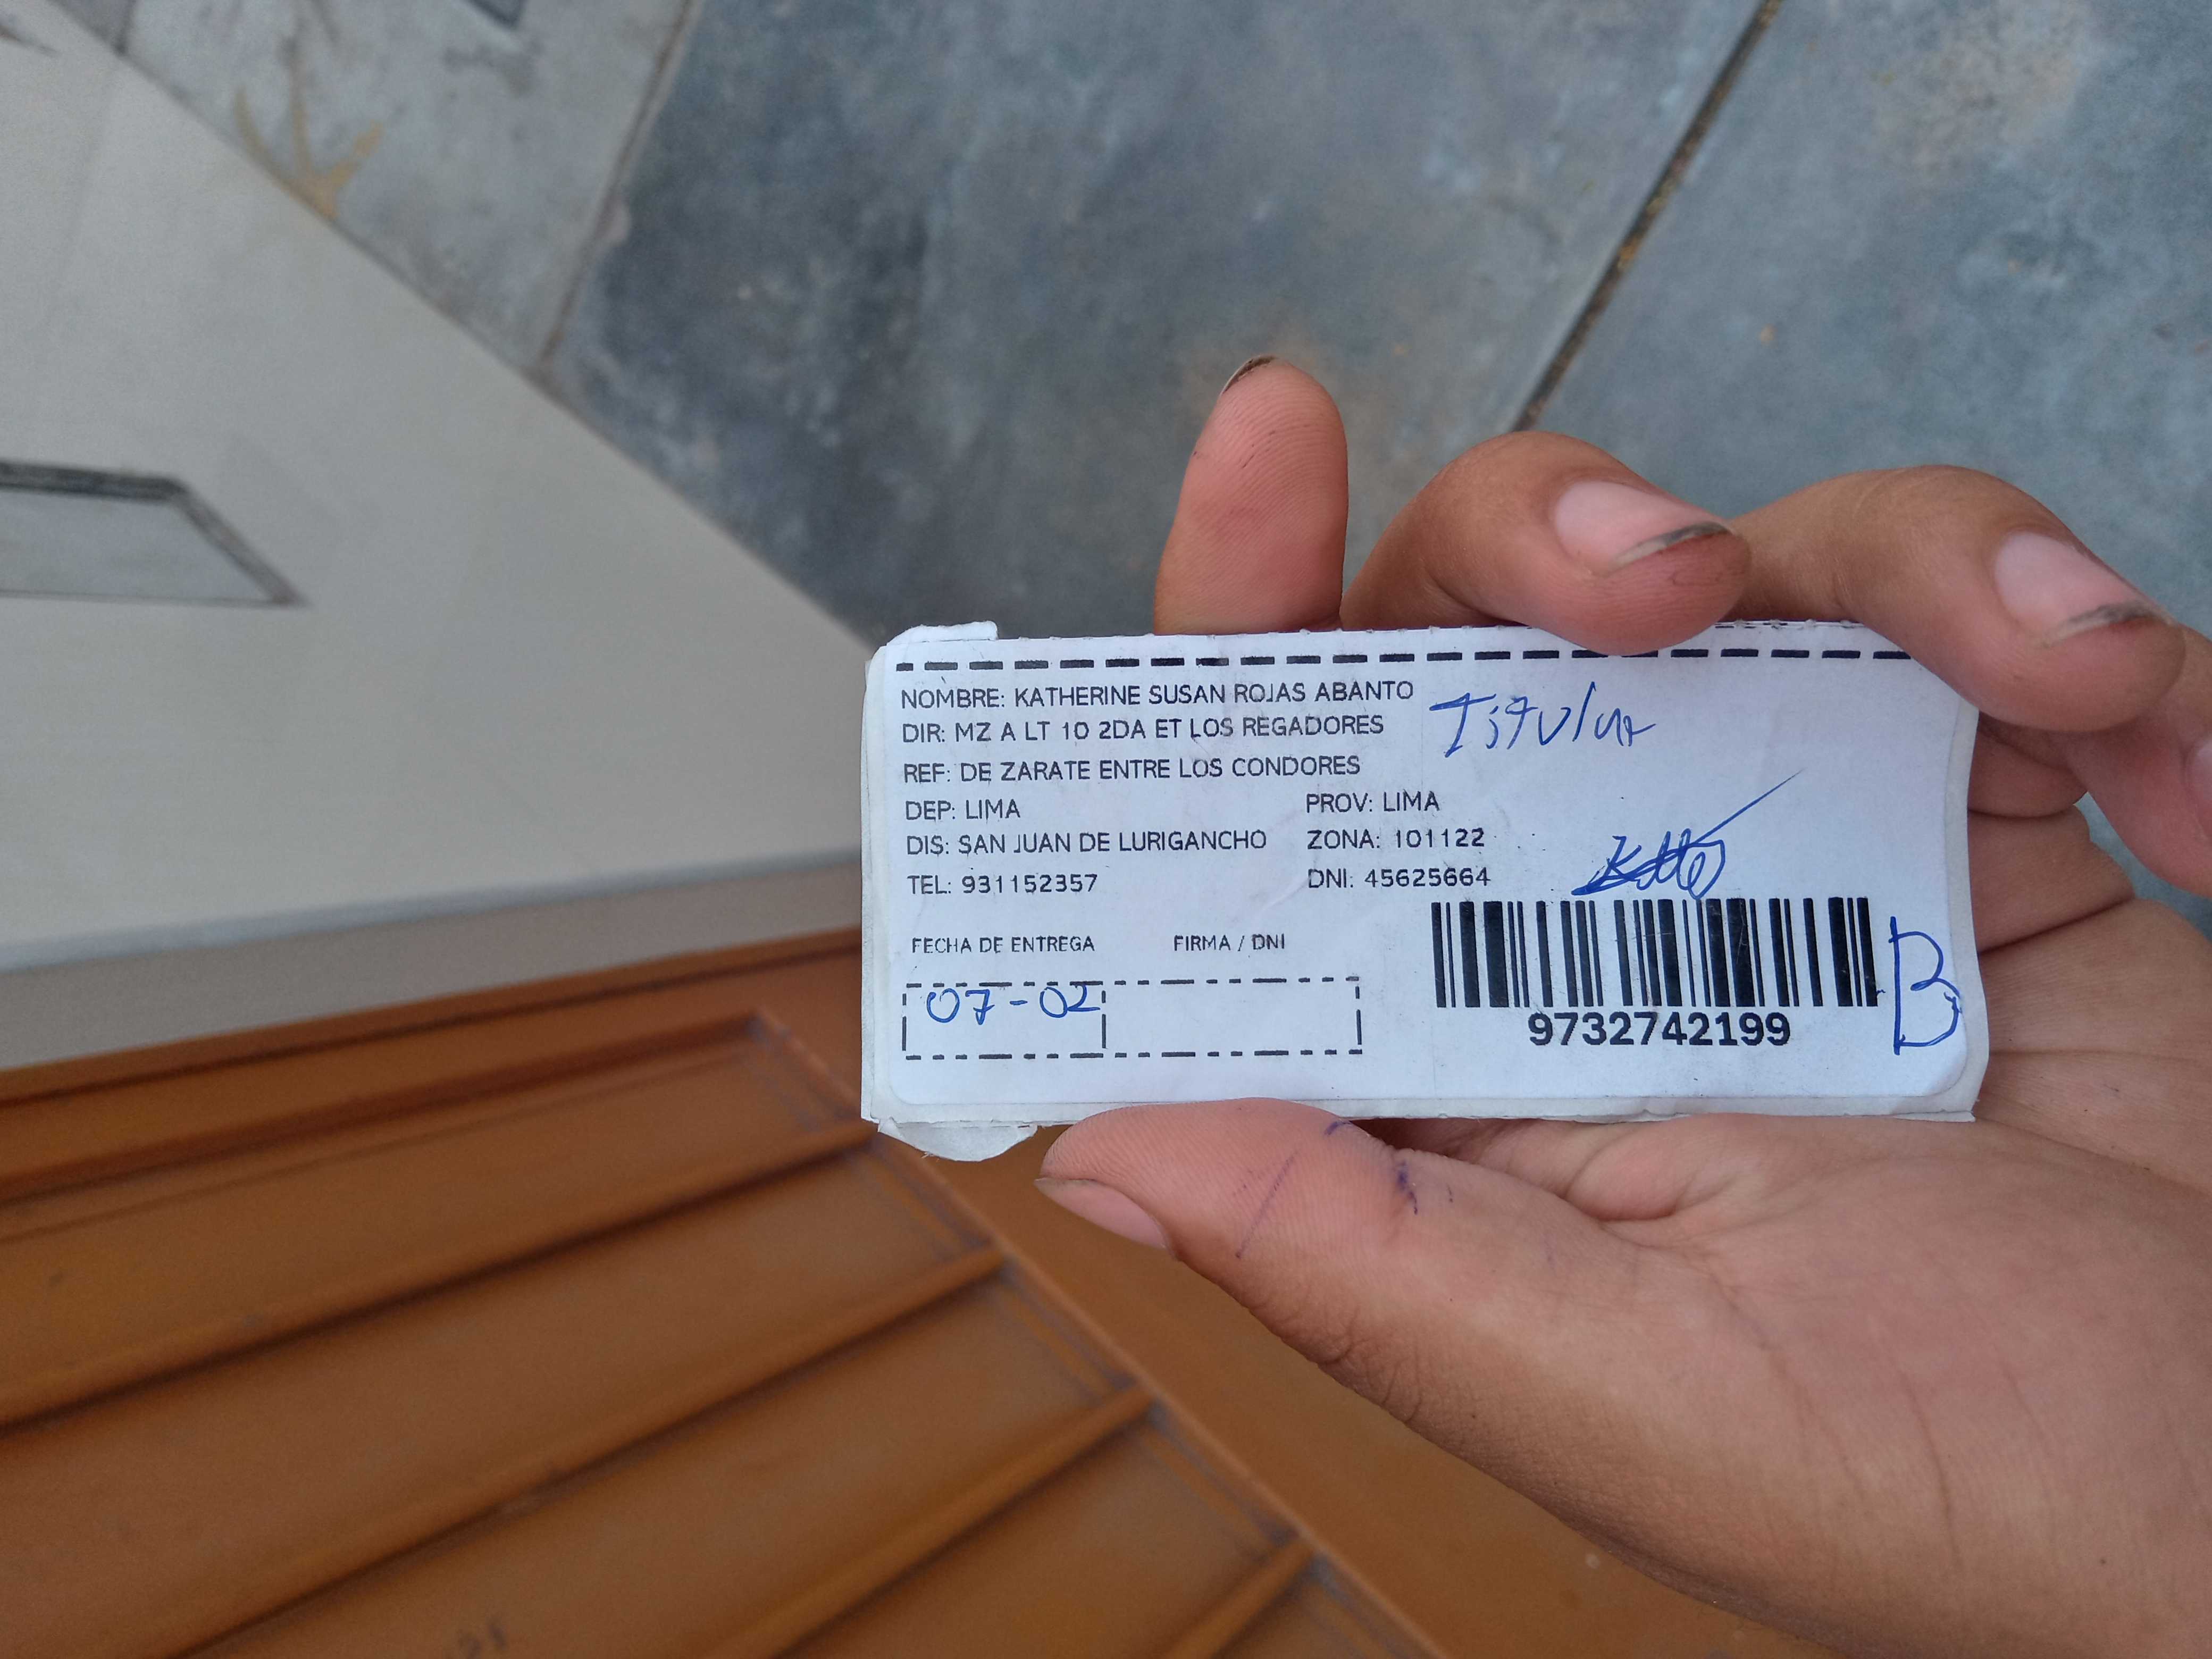 NOMBRE: KATHERINE SUSAN ROJAS ABANTO
Titular
DIR: MZ A LT 10 2DA ET LOS REGADORES
REF: DE ZARATE ENTRE LOS CONDORES
DEP: LIMA PROV: LIMA
DIS: SAN JUAN DE LURIGANCHO ZONA: 101122
TEL: 931152357 DNI: 45625664
FECHA DE ENTREGA FIRMA / DNI
07-02
9732742199
B